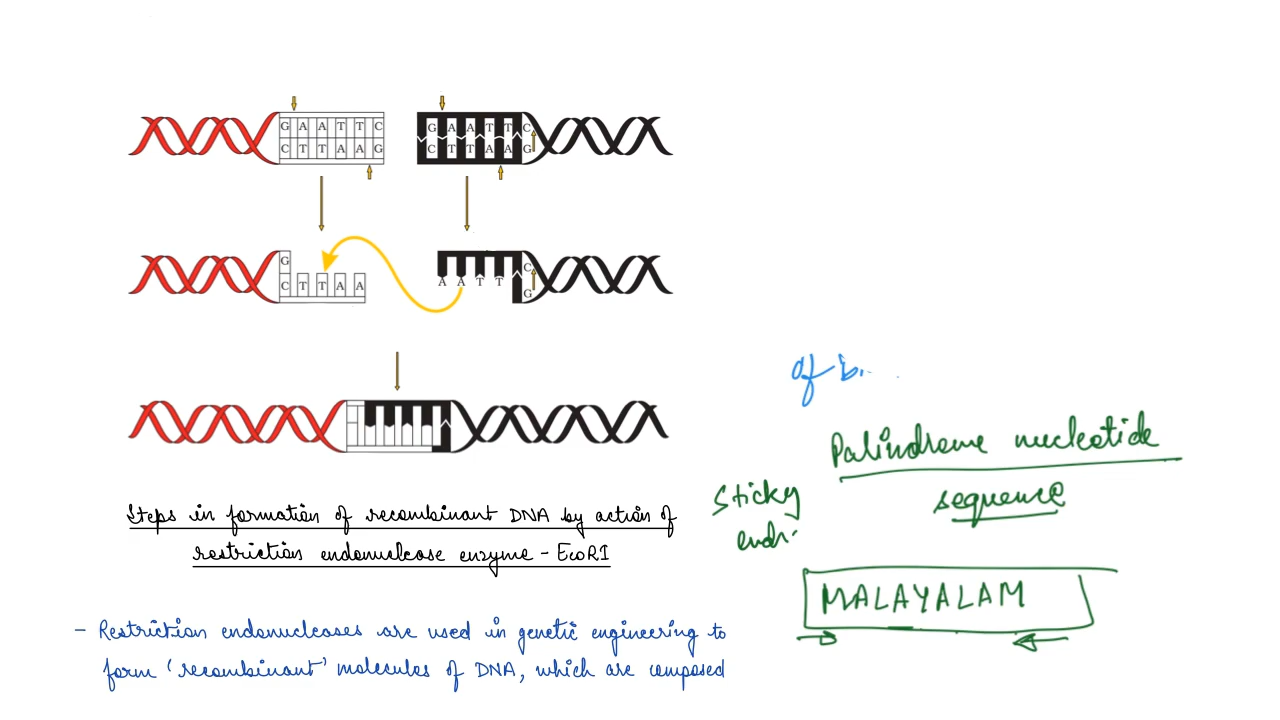 G A A T T C
C T T A A G
G A A T T C
C T T A A G
G
C T T A A
C
A A T T
G
Steps in formation of recombinant DNA by action of
restriction endonuclease enzyme - EcoRI
- Restriction endonucleases are used in genetic engineering to
form 'recombinant' molecules of DNA, which are composed
of
Palindrome nucleotide
sequence
Sticky
ends
MALAYALAM